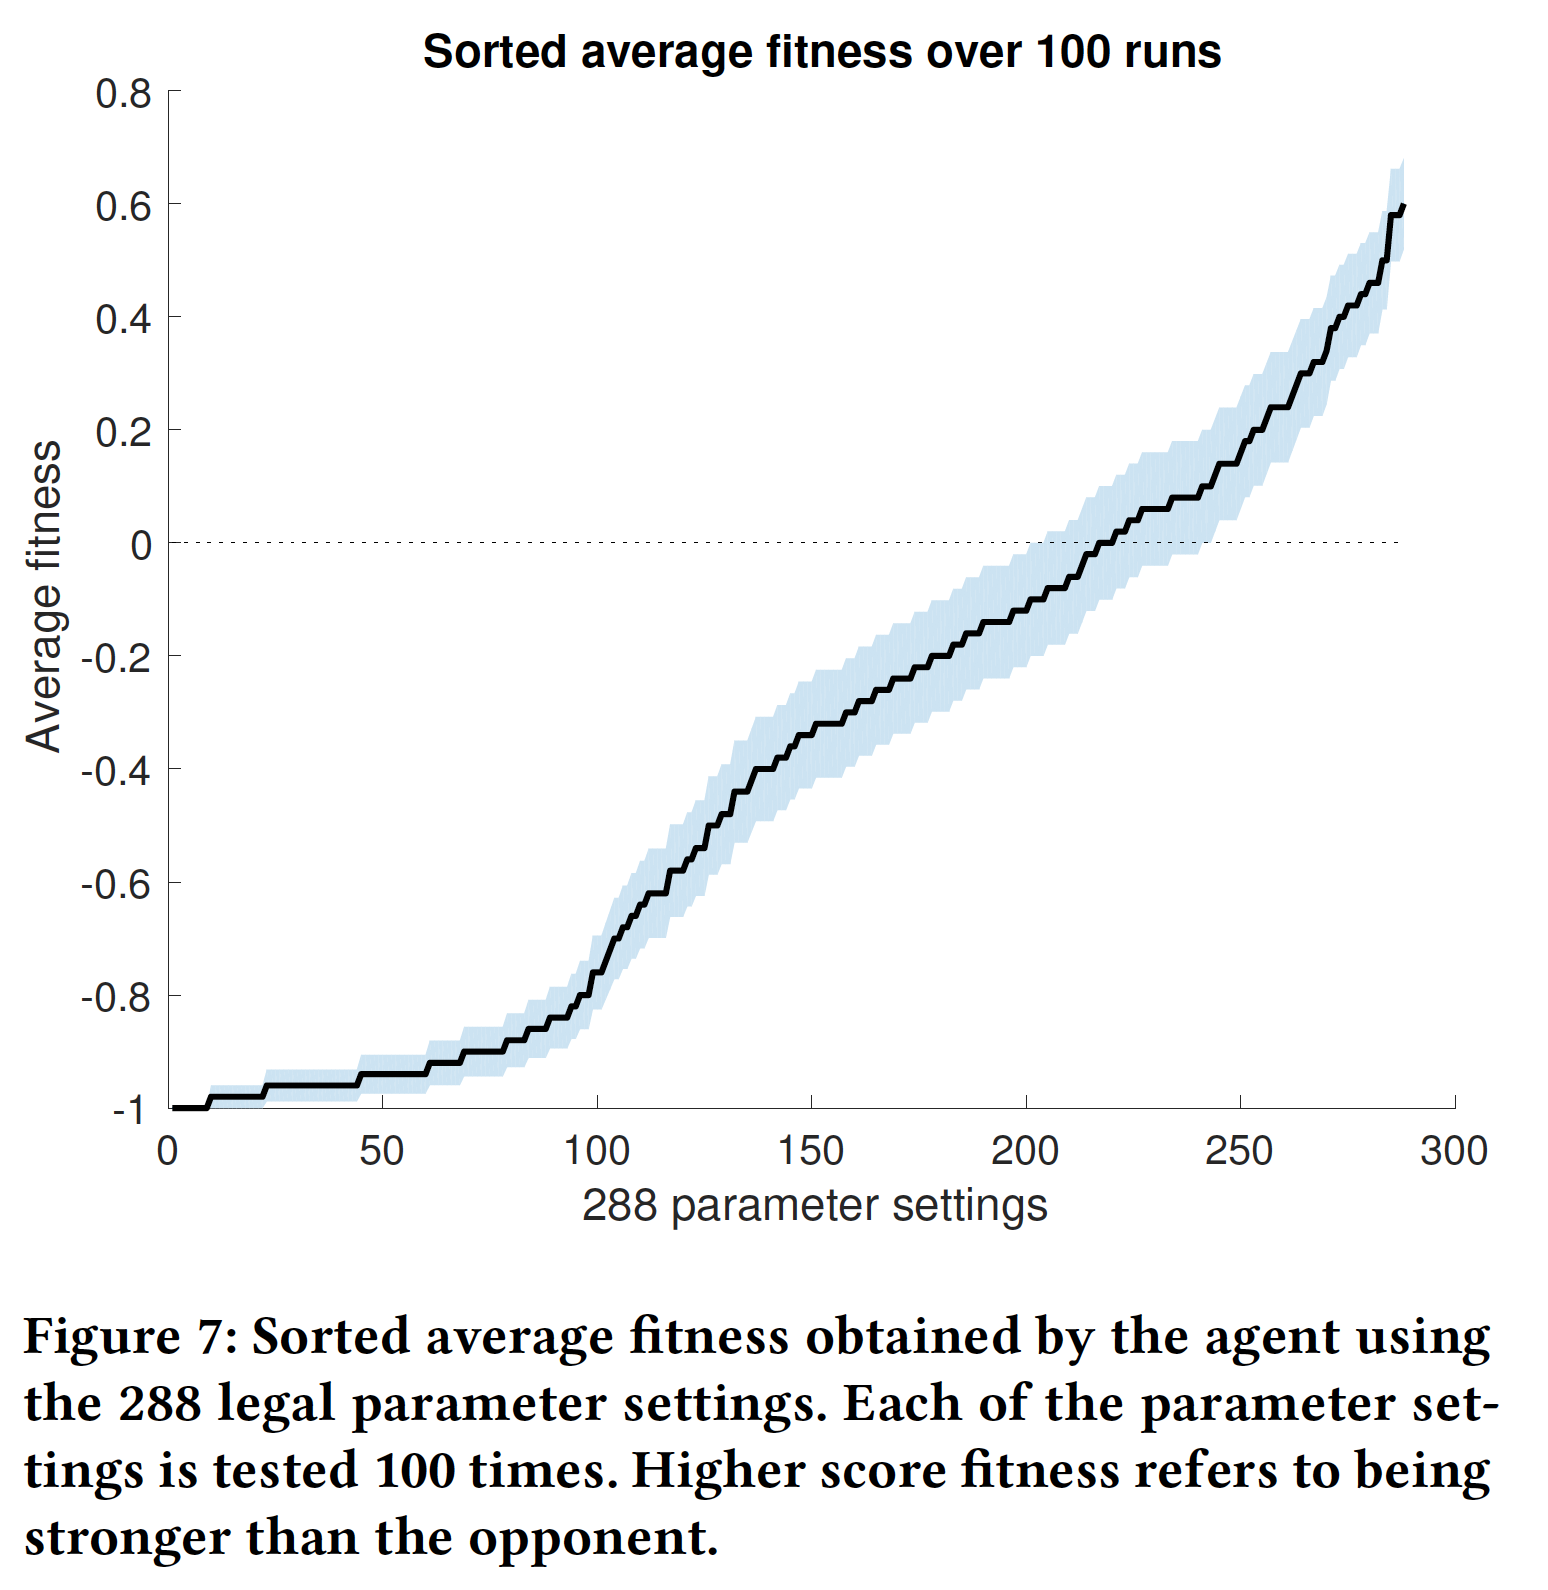 Sorted average fitness over 100 runs
0.8
0.6
0.4
0.2
0
-0.2
-0.4
-0.6
-0.8
-1
Average fitness
0 50 100 150 200 250 300
288 parameter settings
Figure 7: Sorted average fitness obtained by the agent using
the 288 legal parameter settings. Each of the parameter set-
tings is tested 100 times. Higher score fitness refers to being
stronger than the opponent.